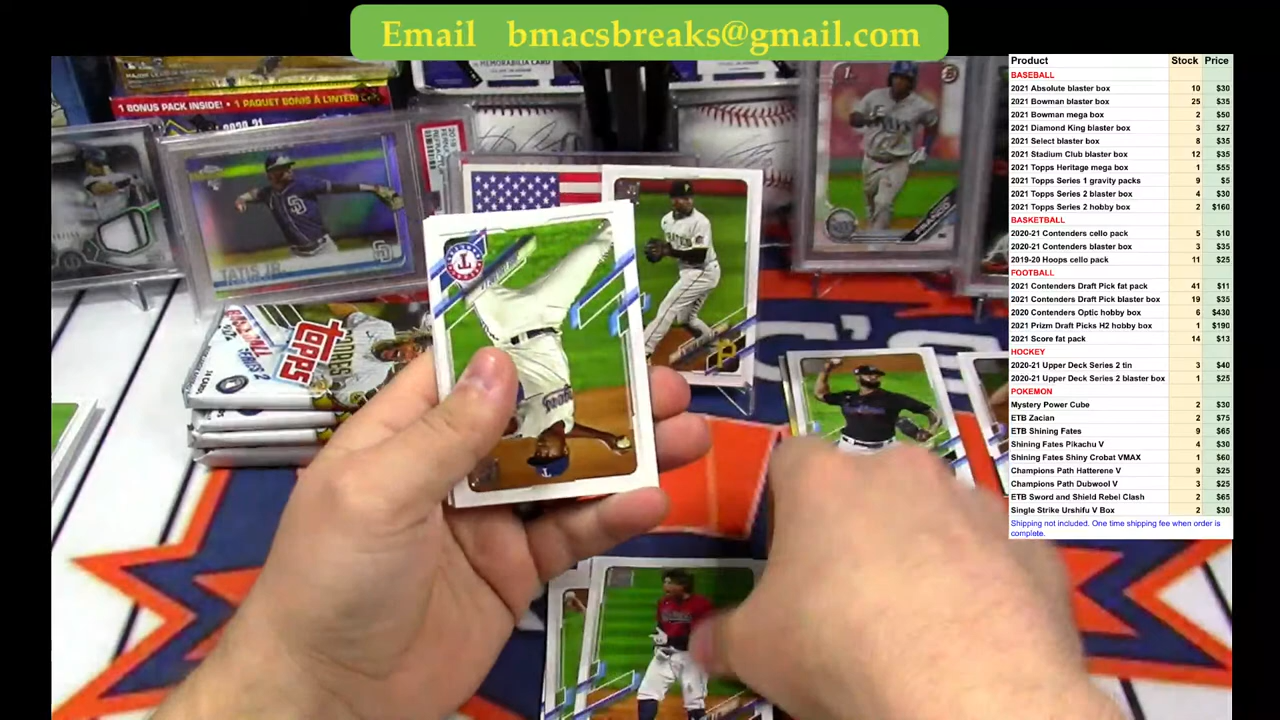 Email bmacsbreaks@gmail.com
Product Stock Price
BASEBALL
2021 Absolute blaster box 10 $30
2021 Bowman blaster box 25 $35
2021 Bowman mega box 2 $50
2021 Diamond King blaster box 3 $27
2021 Select blaster box 8 $35
2021 Stadium Club blaster box 12 $35
2021 Topps Heritage mega box 1 $55
2021 Topps Series 1 gravity packs 9 $5
2021 Topps Series 2 blaster box 4 $30
2021 Topps Series 2 hobby box 2 $160
BASKETBALL
2020-21 Contenders cello pack 5 $10
2020-21 Contenders blaster box 3 $35
2019-20 Hoops cello pack 11 $25
FOOTBALL
2021 Contenders Draft Pick fat pack 41 $11
2021 Contenders Draft Pick blaster box 19 $35
2020 Contenders Optic hobby box 6 $430
2021 Prizm Draft Picks H2 hobby box 1 $190
2021 Score fat pack 14 $13
HOCKEY
2020-21 Upper Deck Series 2 tin 3 $40
2020-21 Upper Deck Series 2 blaster box 1 $25
POKEMON
Mystery Power Cube 2 $30
ETB Zacian 2 $75
ETB Shining Fates 9 $65
Shining Fates Pikachu V 4 $30
Shining Fates Shiny Crobat VMAX 1 $60
Champions Path Hatterene V 9 $25
Champions Path Dubwool V 3 $25
ETB Sword and Shield Rebel Clash 2 $65
Single Strike Urshifu V Box 2 $30
Shipping not included. One time shipping fee when order is
complete.
1 BONUS PACK INSIDE! • 1 PAQUET BONIS À L'INTÉRI
2020-21
MEMORABILIA CARD
TATIS JR.
FRANCO
topps
BASEBALL
SERIES 2
C'S